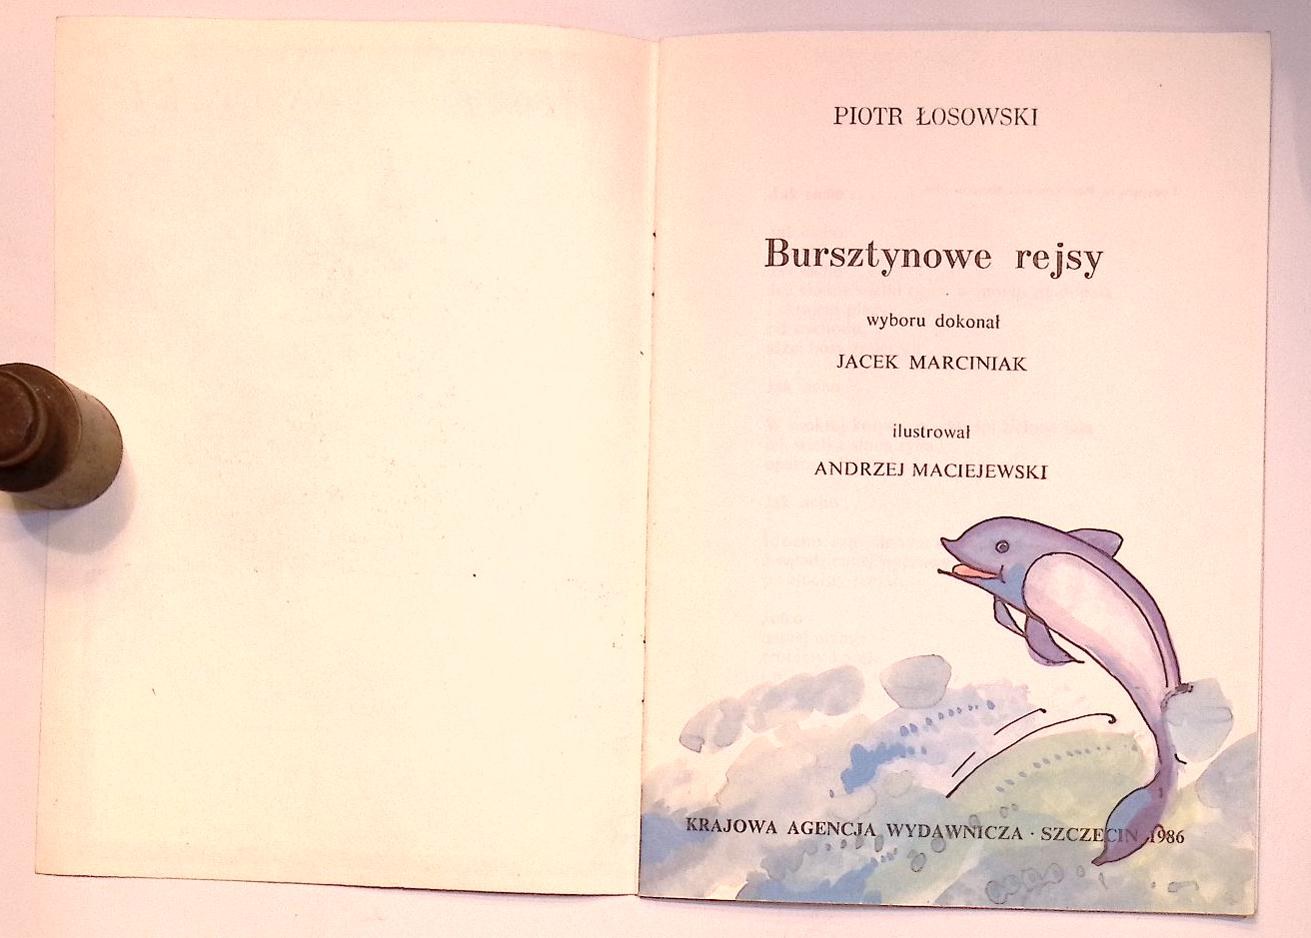 PIOTR ŁOSOWSKI
Bursztynowe rejsy
wyboru dokonał
JACEK MARCINIAK
ilustrował
ANDRZEJ MACIEJEWSKI
KRAJOWA AGENCJA WYDAWNICZA · SZCZECIN 1986